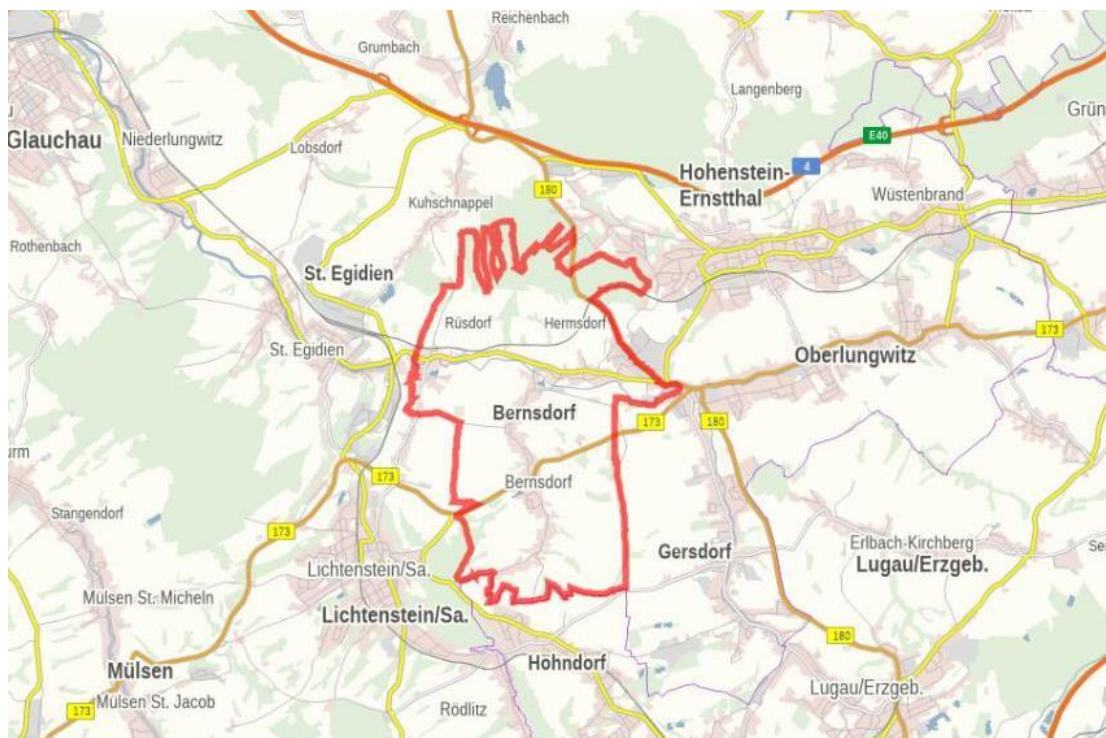 Reichenbach
Grumbach
Langenberg
Grün
E40
Glauchau
Niederlungwitz
Lobsdorf
4
Hohenstein-
Ernstthal
180
Wüstenbrand
Kuhschnappel
Rothenbach
St. Egidien
Rüsdorf
Hermsdorf
173
St. Egidien
Oberlungwitz
Bernsdorf
173
180
173
Bernsdorf
Stangendorf
173
Gersdorf
Erlbach-Kirchberg
Lugau/Erzgeb.
Lichtenstein/Sa.
Mülsen St. Micheln
Lichtenstein/Sa.
180
Mülsen
Höhndorf
Lugau/Erzgeb.
Mülsen St. Jacob
173
Rödlitz